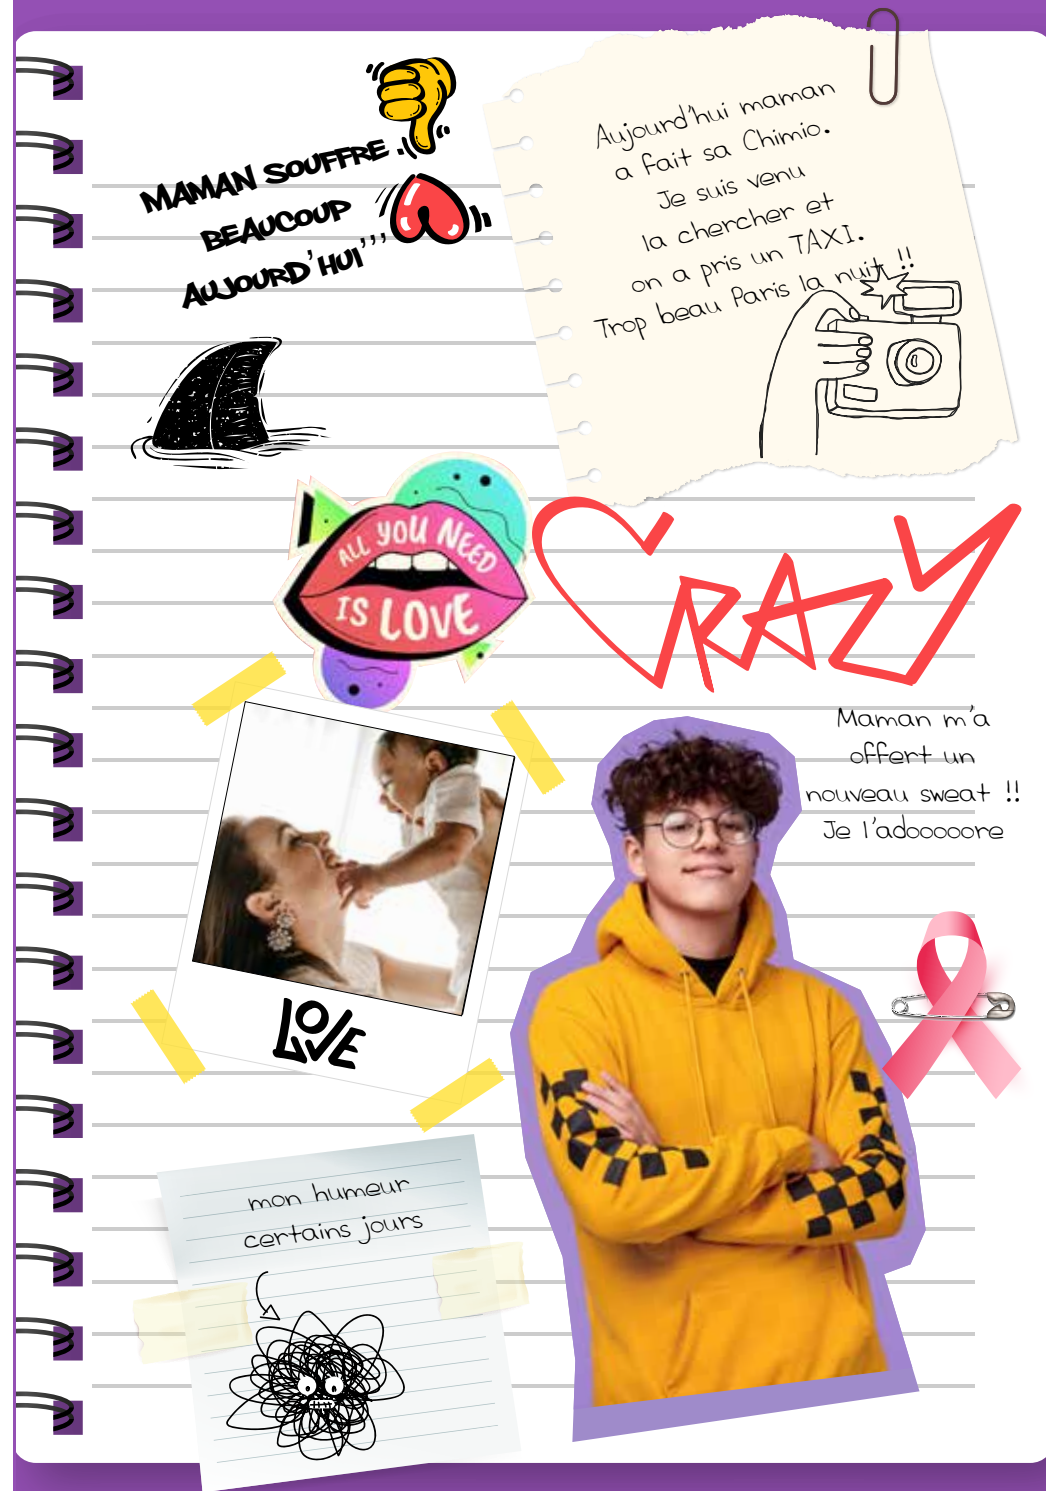 MAMAN SOUFFRE
BEAUCOUP
AUJOURD'HUI'''
Aujourd'hui maman
a fait sa Chimio.
Je suis venu
la chercher et
on a pris un TAXI.
Trop beau Paris la nuit !!
ALL YOU NEED
IS LOVE
CRAZY
Maman m'a
offert un
nouveau sweat !!
Je l'adooooore
LOVE
mon humeur
certains jours